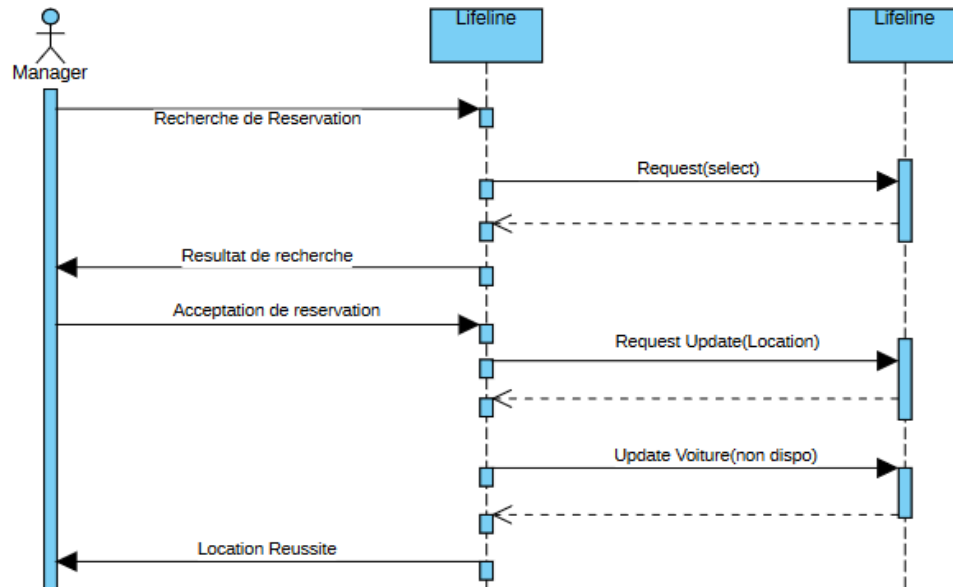 Lifeline
Lifeline
Manager
Recherche de Reservation
Request(select)
Resultat de recherche
Acceptation de reservation
Request Update(Location)
Update Voiture(non dispo)
Location Reussite